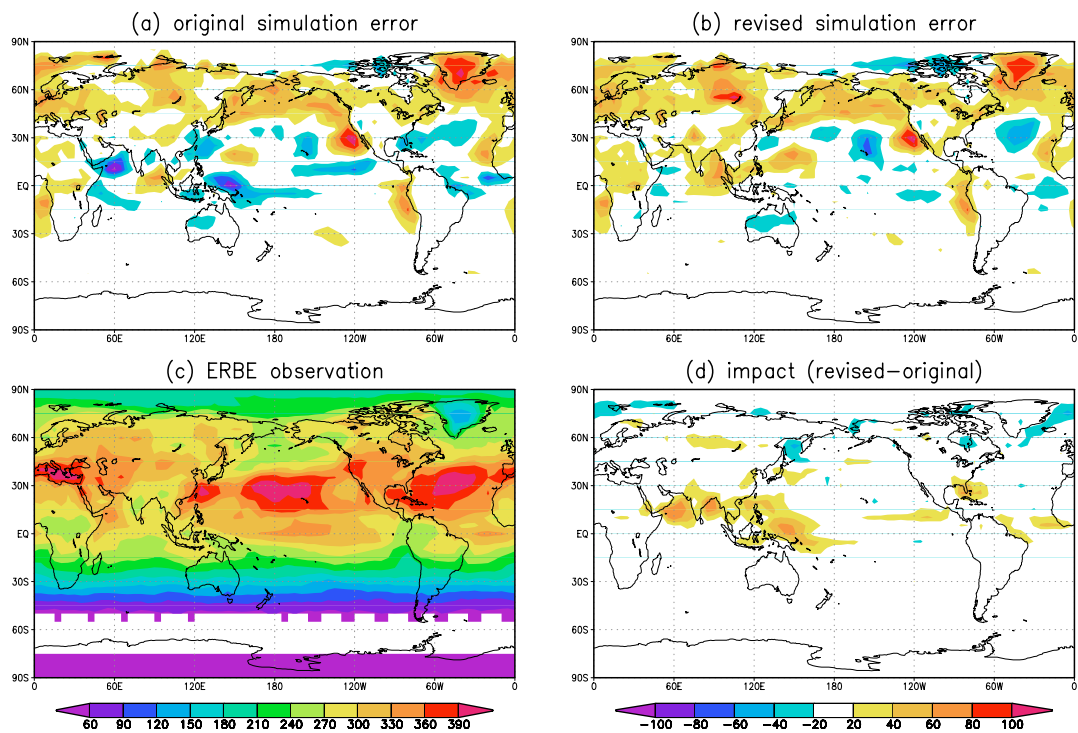 (a) original simulation error
90N
60N
30N
EQ
30S
60S
90S
0 60E 120E 180 120W 60W 0
(b) revised simulation error
90N
60N
30N
EQ
30S
60S
90S
0 60E 120E 180 120W 60W 0
(c) ERBE observation
90N
60N
30N
EQ
30S
60S
90S
0 60E 120E 180 120W 60W 0
(d) impact (revised-original)
90N
60N
30N
EQ
30S
60S
90S
0 60E 120E 180 120W 60W 0
60 90 120 150 180 210 240 270 300 330 360 390
-100 -80 -60 -40 -20 20 40 60 80 100